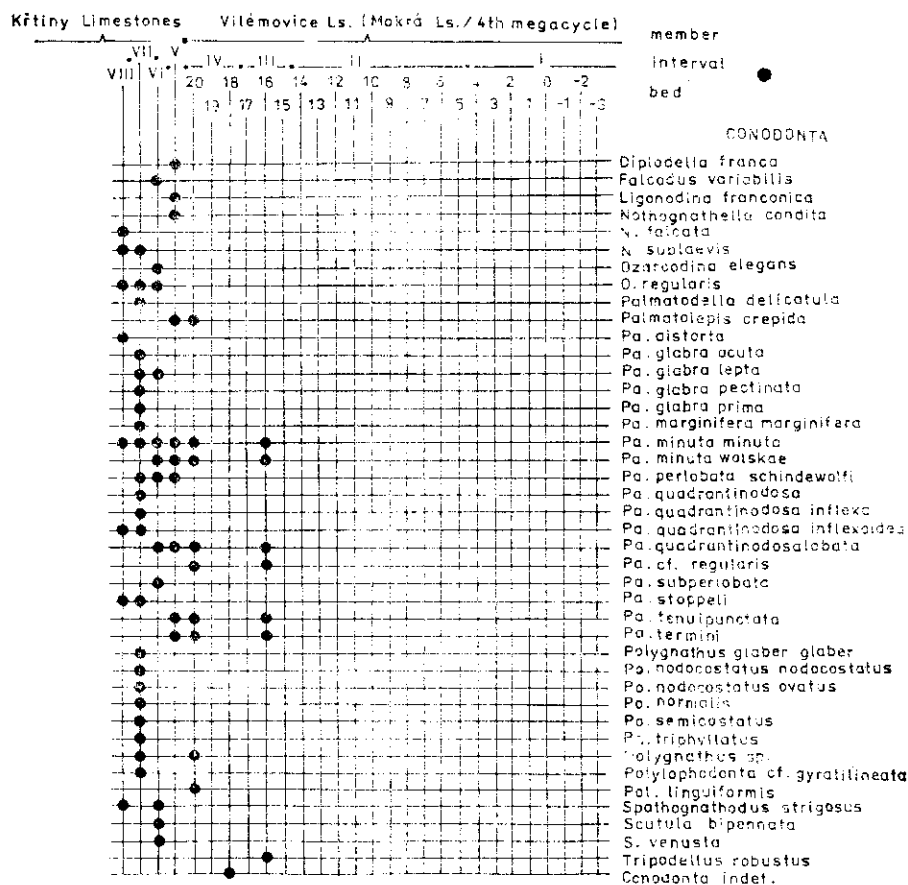 Křtiny Limestones Vilémovice Ls. (Mokrá Ls./4th megacycle)
member
VII V
interval
VIII VI IV III II I
bed
20 18 16 14 12 10 8 6 4 2 0 -2
19 17 15 13 11 9 7 5 3 1 -1 -3
CONODONTA
Diplodella franca
Falcodus variabilis
Ligonodina franconica
Nothognathella condita
N. falcata
N. sublaevis
Ozarcodina elegans
O. regularis
Palmatodella delicatula
Palmatolepis crepida
Pa. distorta
Pa. glabra acuta
Pa. glabra lepta
Pa. glabra pectinata
Pa. glabra prima
Pa. marginifera marginifera
Pa. minuta minuta
Pa. minuta wolskae
Pa. perlobata schindewolfi
Pa. quadrantinodosa
Pa. quadrantinodosa inflexa
Pa. quadrantinodosa inflexoides
Pa. quadrantinodosalobata
Pa. cf. regularis
Pa. subperlobata
Pa. stoppeli
Pa. tenuipunctata
Pa. termini
Polygnathus glaber glaber
Po. nodocostatus nodocostatus
Po. nodocostatus ovatus
Po. normalis
Po. semicostatus
Po. triphyllatus
Polygnathus sp.
Polylophodonta cf. gyratilineata
Pol. linguiformis
Spathognathodus strigosus
Scutula bipennata
S. venusta
Tripodellus robustus
Conodonta indet.